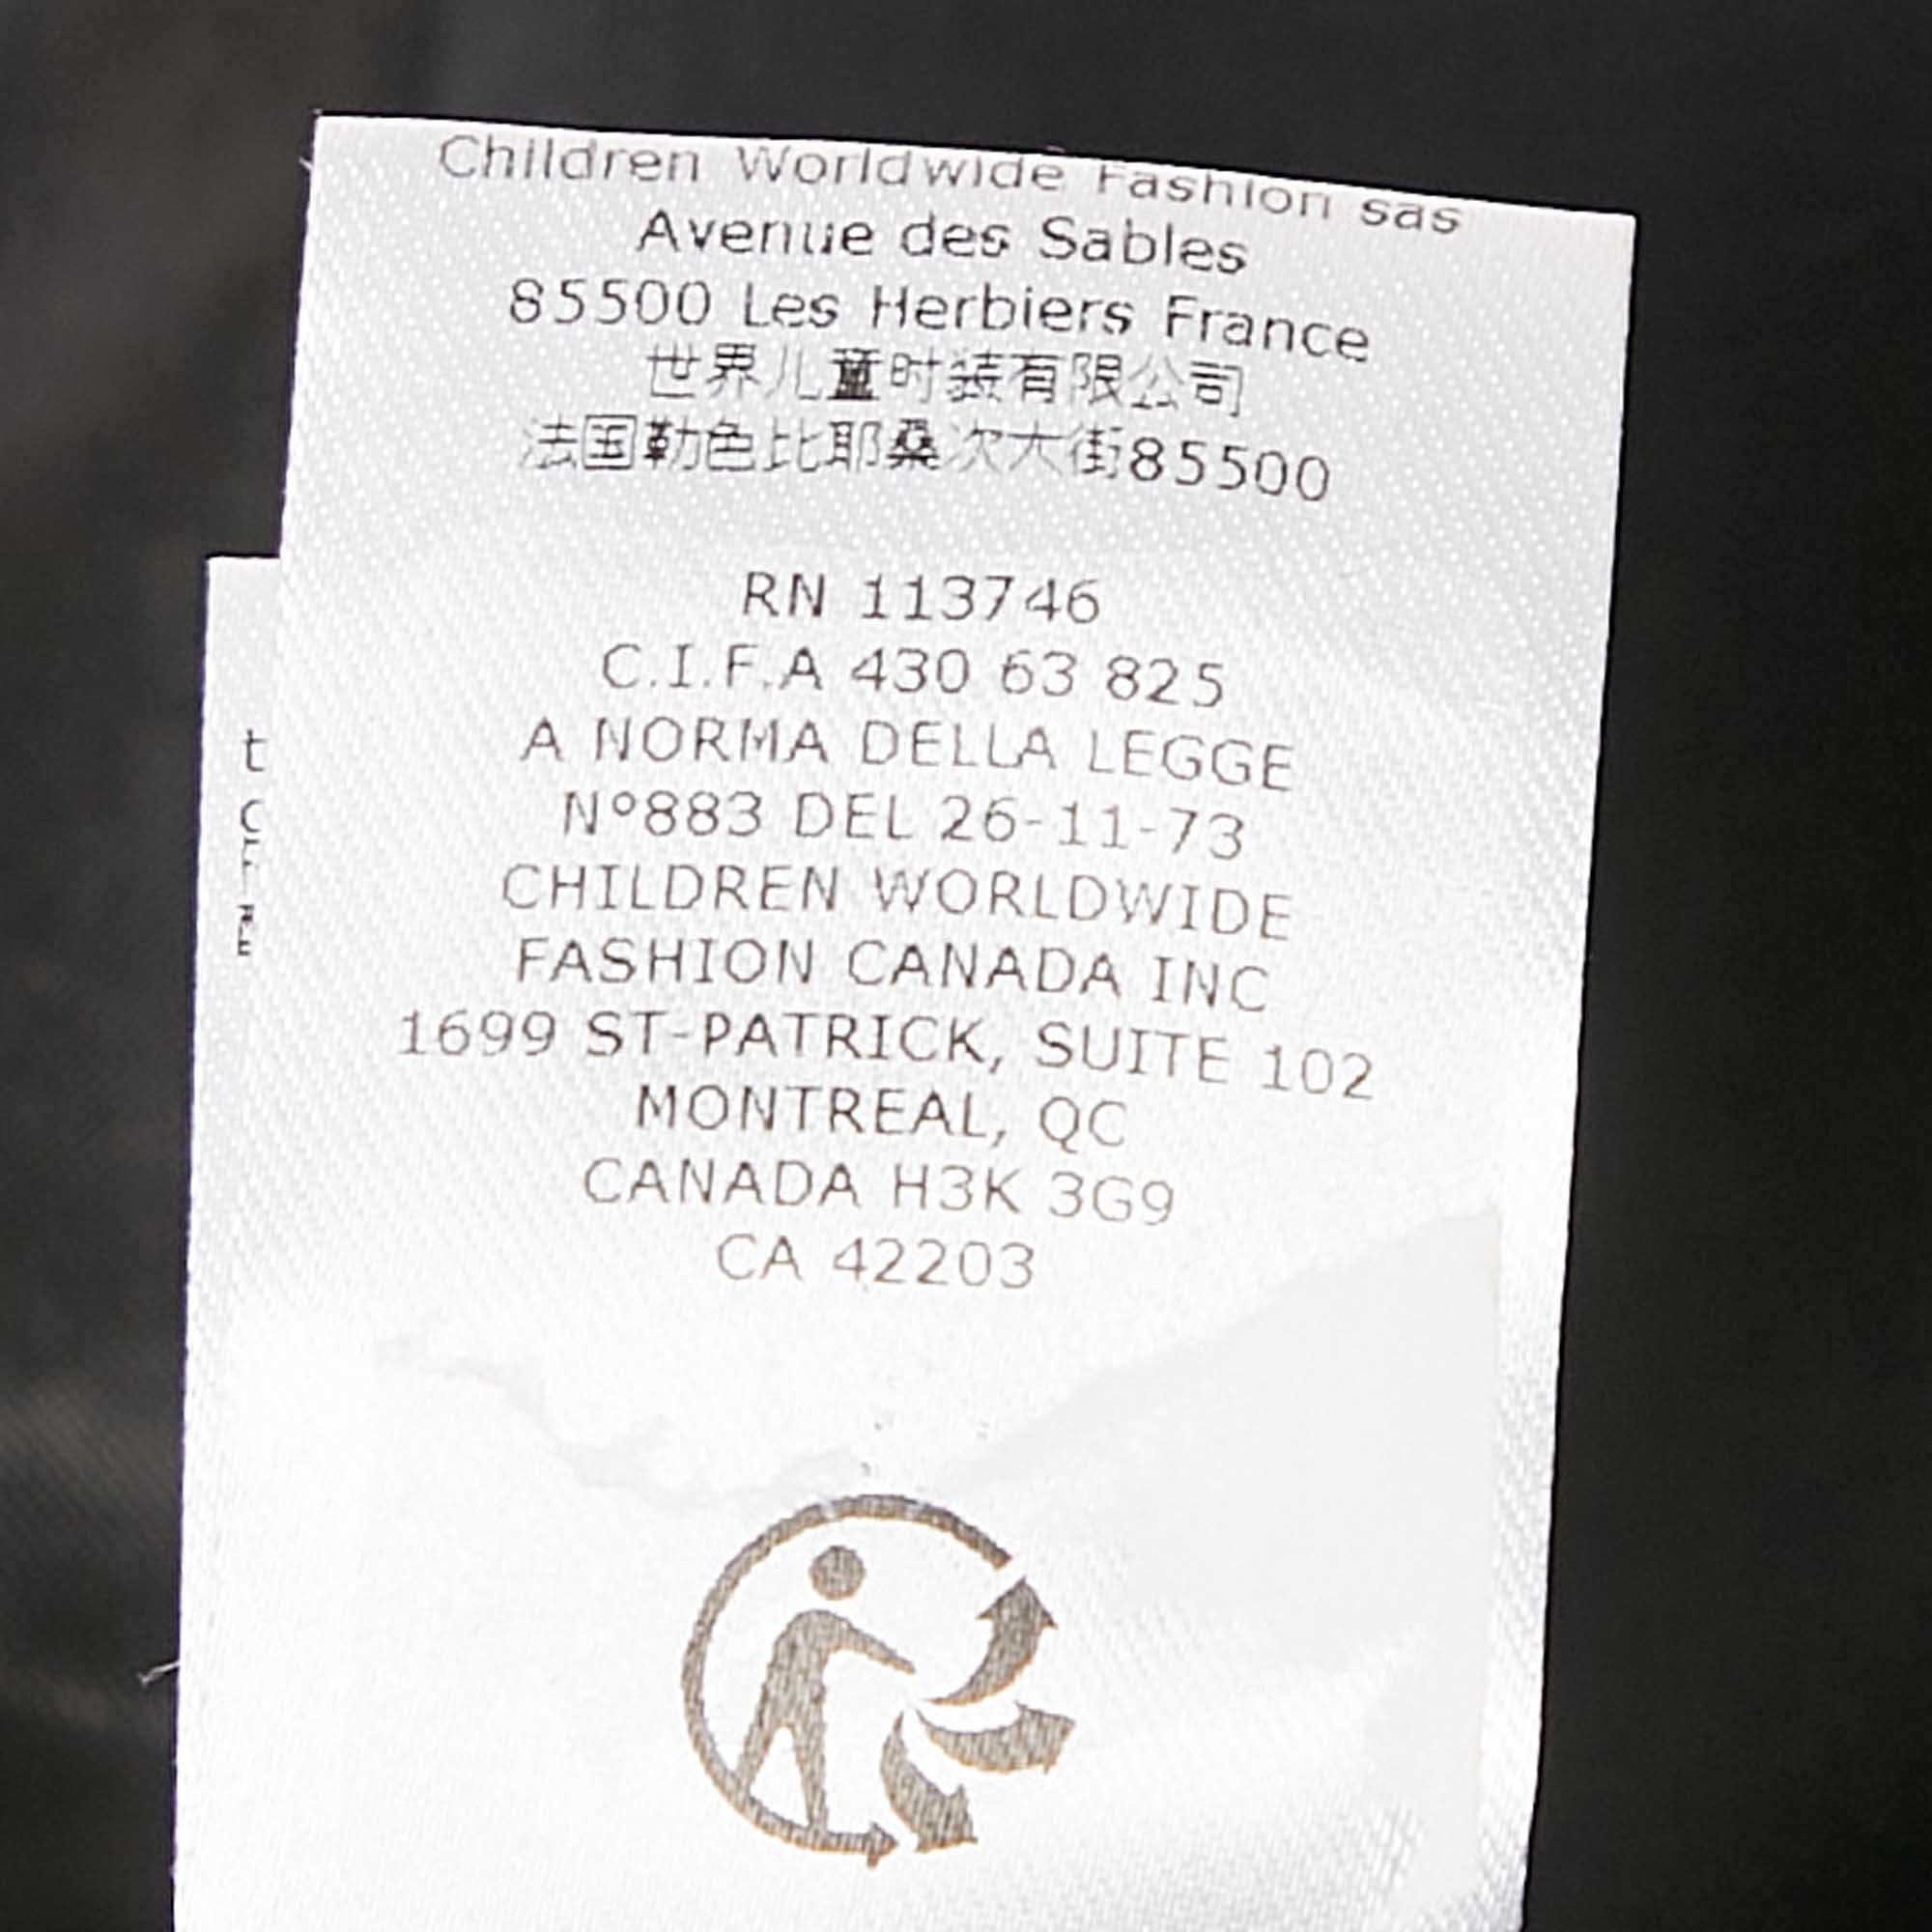 Children Worldwide Fashion sas
Avenue des Sables
85500 Les Herbiers France
世界儿童时装有限公司
法国勒色比耶桑次大街85500
RN 113746
C.I.F.A 430 63 825
A NORMA DELLA LEGGE
Nº883 DEL 26-11-73
CHILDREN WORLDWIDE
FASHION CANADA INC
1699 ST-PATRICK, SUITE 102
MONTREAL, QC
CANADA H3K 3G9
CA 42203